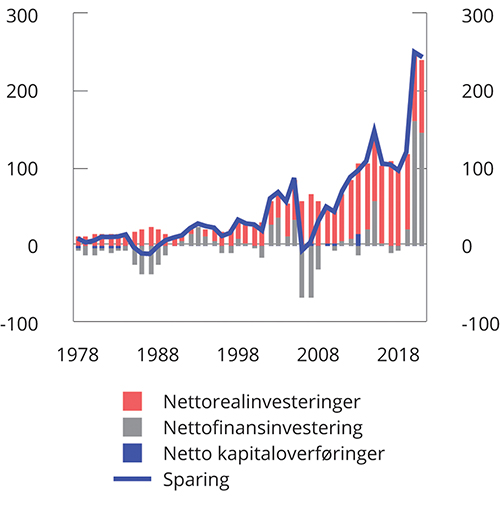 300 300
200 200
100 100
0 0
-100 -100
1978 1988 1998 2008 2018
Nettorealinvesteringer
Nettofinansinvestering
Netto kapitaloverføringer
Sparing